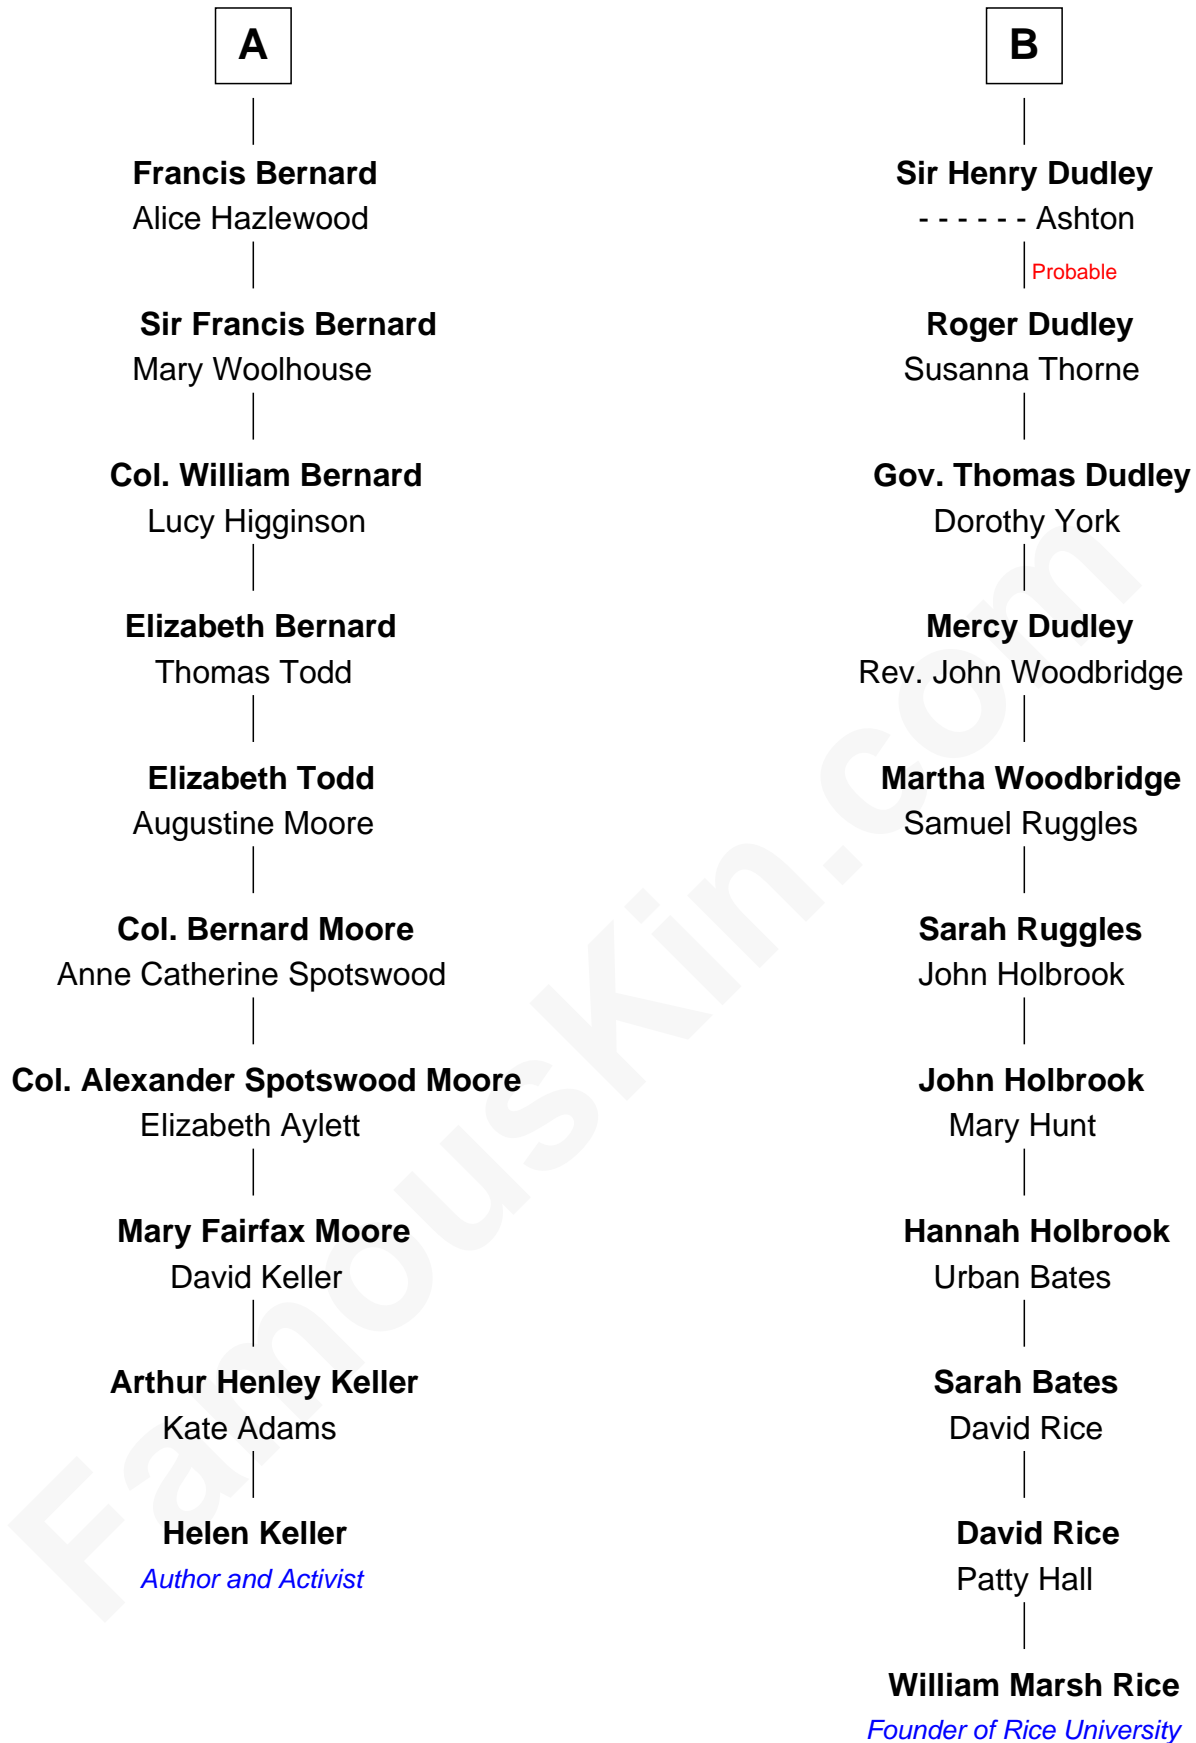 A
Francis Bernard
Alice Hazlewood
Sir Francis Bernard
Mary Woolhouse
Col. William Bernard
Lucy Higginson
Elizabeth Bernard
Thomas Todd
Elizabeth Todd
Augustine Moore
Col. Bernard Moore
Anne Catherine Spotswood
Col. Alexander Spotswood Moore
Elizabeth Aylett
Mary Fairfax Moore
David Keller
Arthur Henley Keller
Kate Adams
Helen Keller
Author and Activist
B
Sir Henry Dudley
- - - - - - Ashton
Probable
Roger Dudley
Susanna Thorne
Gov. Thomas Dudley
Dorothy York
Mercy Dudley
Rev. John Woodbridge
Martha Woodbridge
Samuel Ruggles
Sarah Ruggles
John Holbrook
John Holbrook
Mary Hunt
Hannah Holbrook
Urban Bates
Sarah Bates
David Rice
David Rice
Patty Hall
William Marsh Rice
Founder of Rice University
FamousKin.com